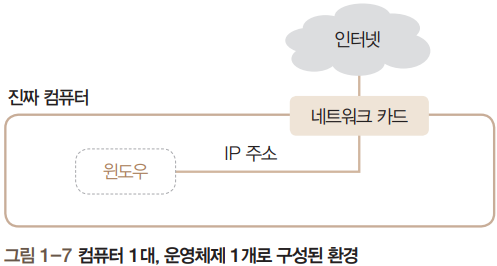 인터넷
진짜 컴퓨터
네트워크 카드
IP 주소
윈도우
그림 1-7 컴퓨터 1대, 운영체제 1개로 구성된 환경